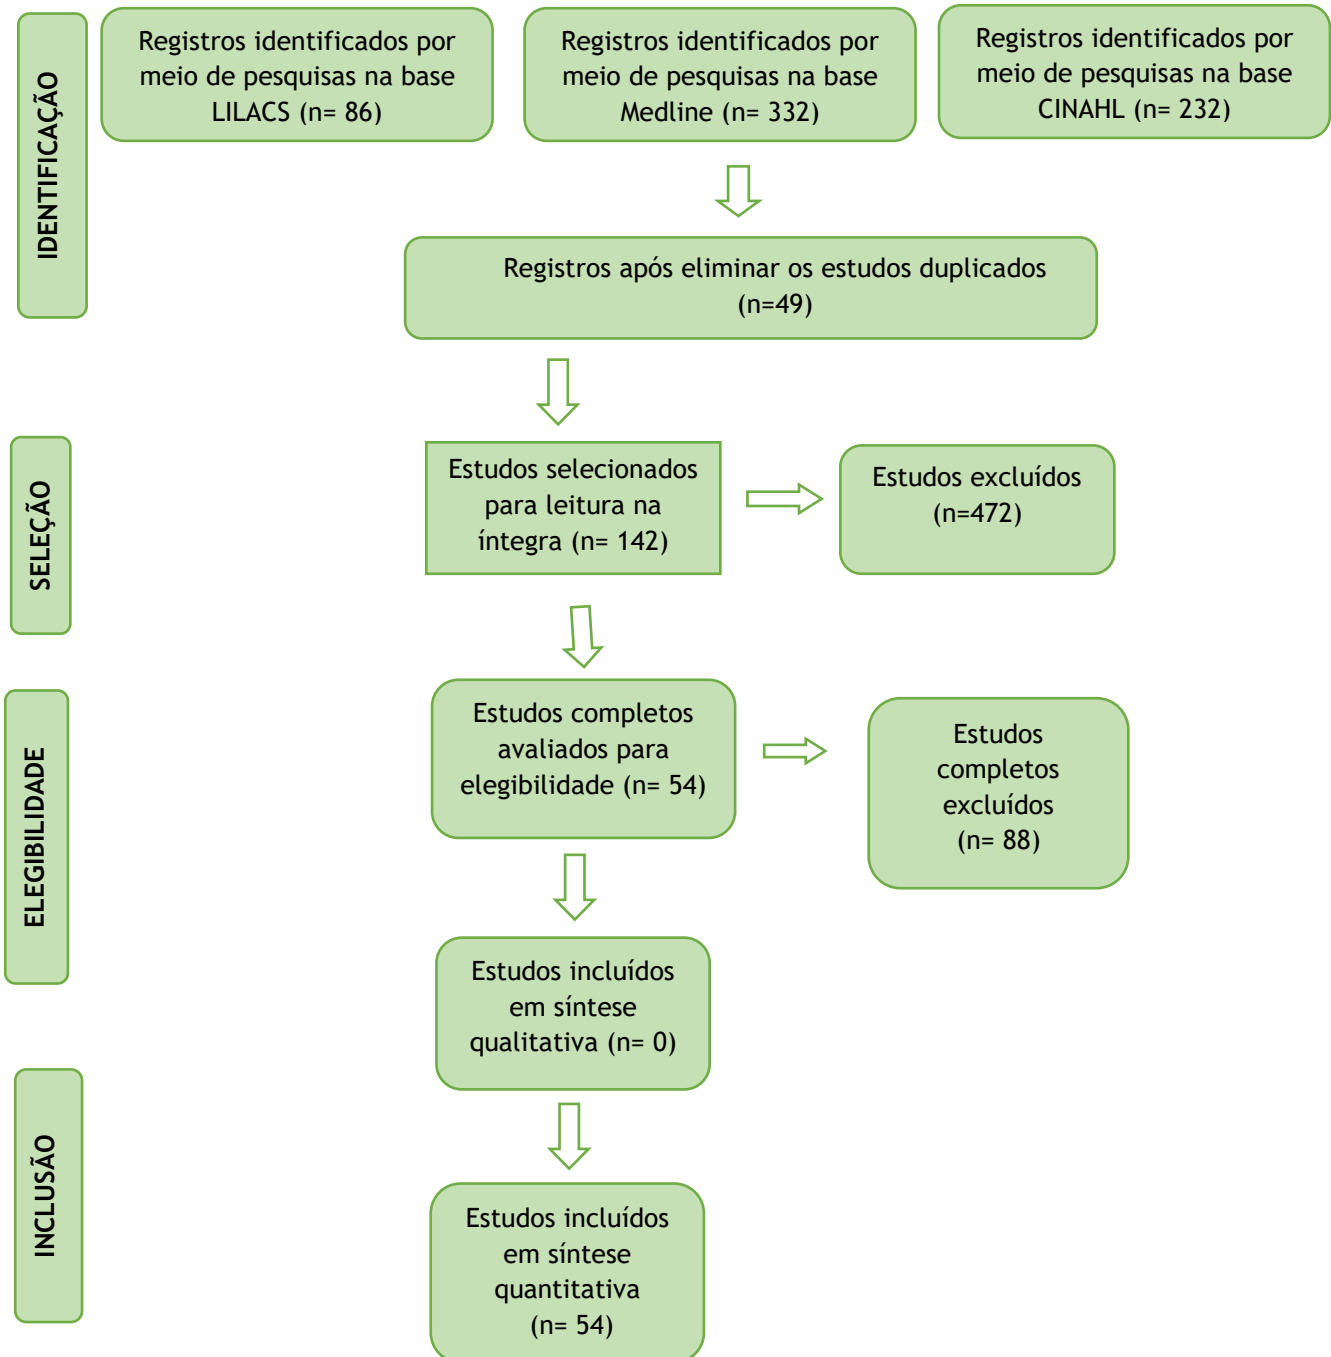 IDENTIFICAÇÃO
Registros identificados por
meio de pesquisas na base
LILACS (n= 86)
Registros identificados por
meio de pesquisas na base
Medline (n= 332)
Registros identificados por
meio de pesquisas na base
CINAHL (n= 232)
Registros após eliminar os estudos duplicados
(n=49)
SELEÇÃO
Estudos selecionados
para leitura na
íntegra (n= 142)
Estudos excluídos
(n=472)
ELEGIBILIDADE
Estudos completos
avaliados para
elegibilidade (n= 54)
Estudos
completos
excluídos
(n= 88)
Estudos incluídos
em síntese
qualitativa (n= 0)
INCLUSÃO
Estudos incluídos
em síntese
quantitativa
(n= 54)